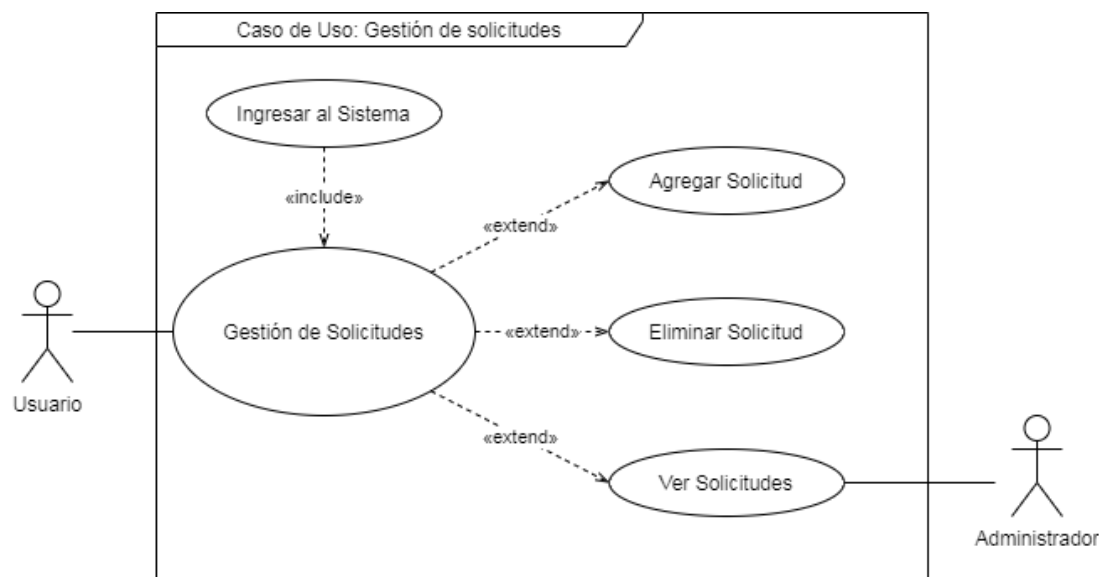 Caso de Uso: Gestión de solicitudes
Ingresar al Sistema
«include»
Agregar Solicitud
«extend»
Gestión de Solicitudes
«extend»
Eliminar Solicitud
Usuario
«extend»
Ver Solicitudes
Administrador